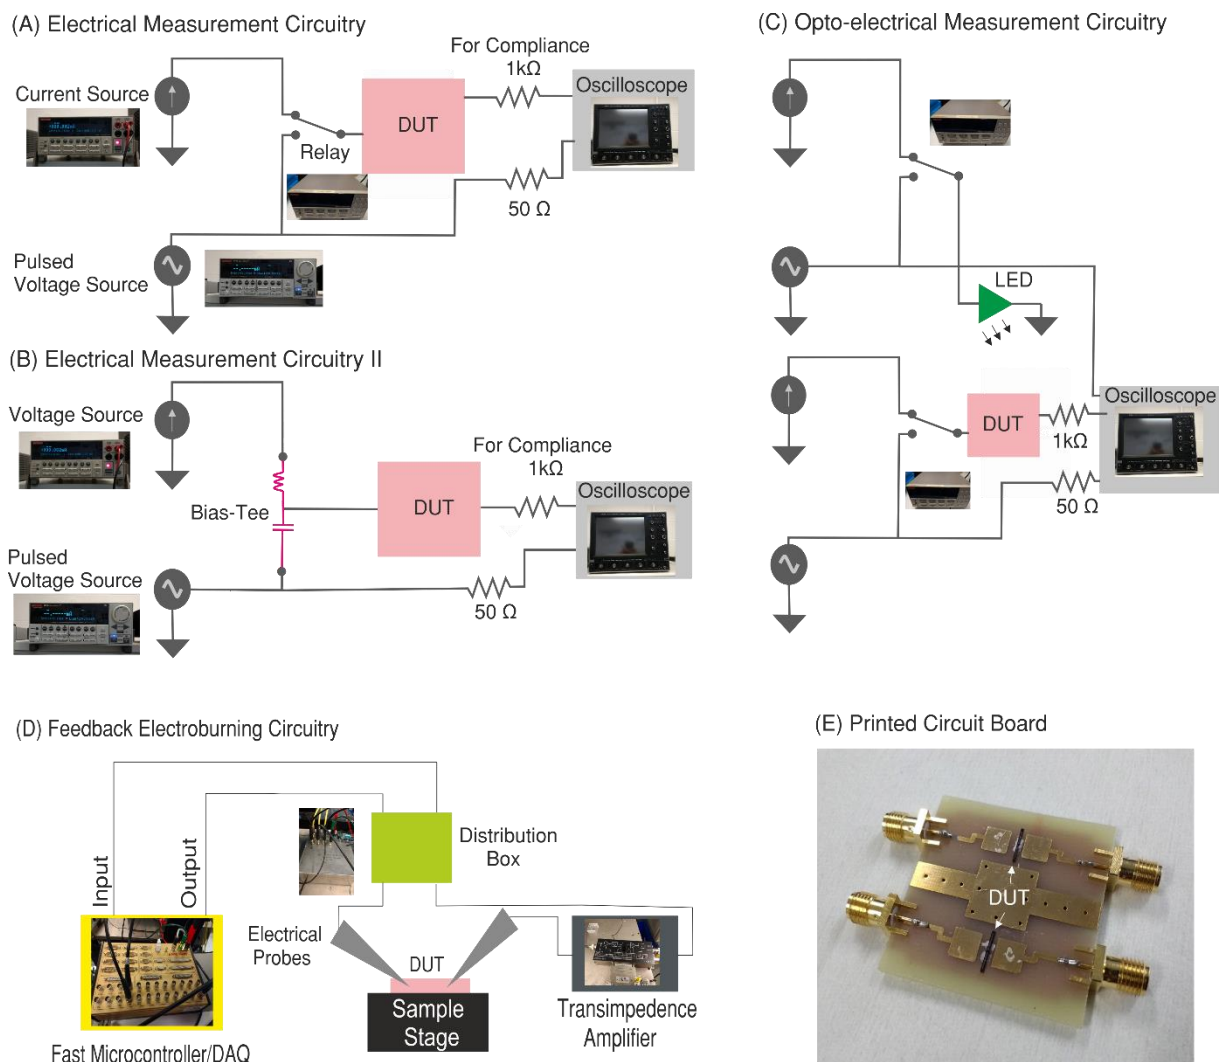 (A) Electrical Measurement Circuitry
For Compliance
1kΩ
Current Source
DUT
Oscilloscope
Relay
50 Ω
Pulsed
Voltage Source
(B) Electrical Measurement Circuitry II
Voltage Source
For Compliance
1kΩ
Bias-Tee
DUT
Oscilloscope
Pulsed
Voltage Source
50 Ω
(C) Opto-electrical Measurement Circuitry
LED
DUT
1kΩ
Oscilloscope
50 Ω
(D) Feedback Electroburning Circuitry
Input
Output
Distribution
Box
Electrical
Probes
DUT
Sample
Stage
Transimpedence
Amplifier
Fast Microcontroller/DAQ
(E) Printed Circuit Board
DUT